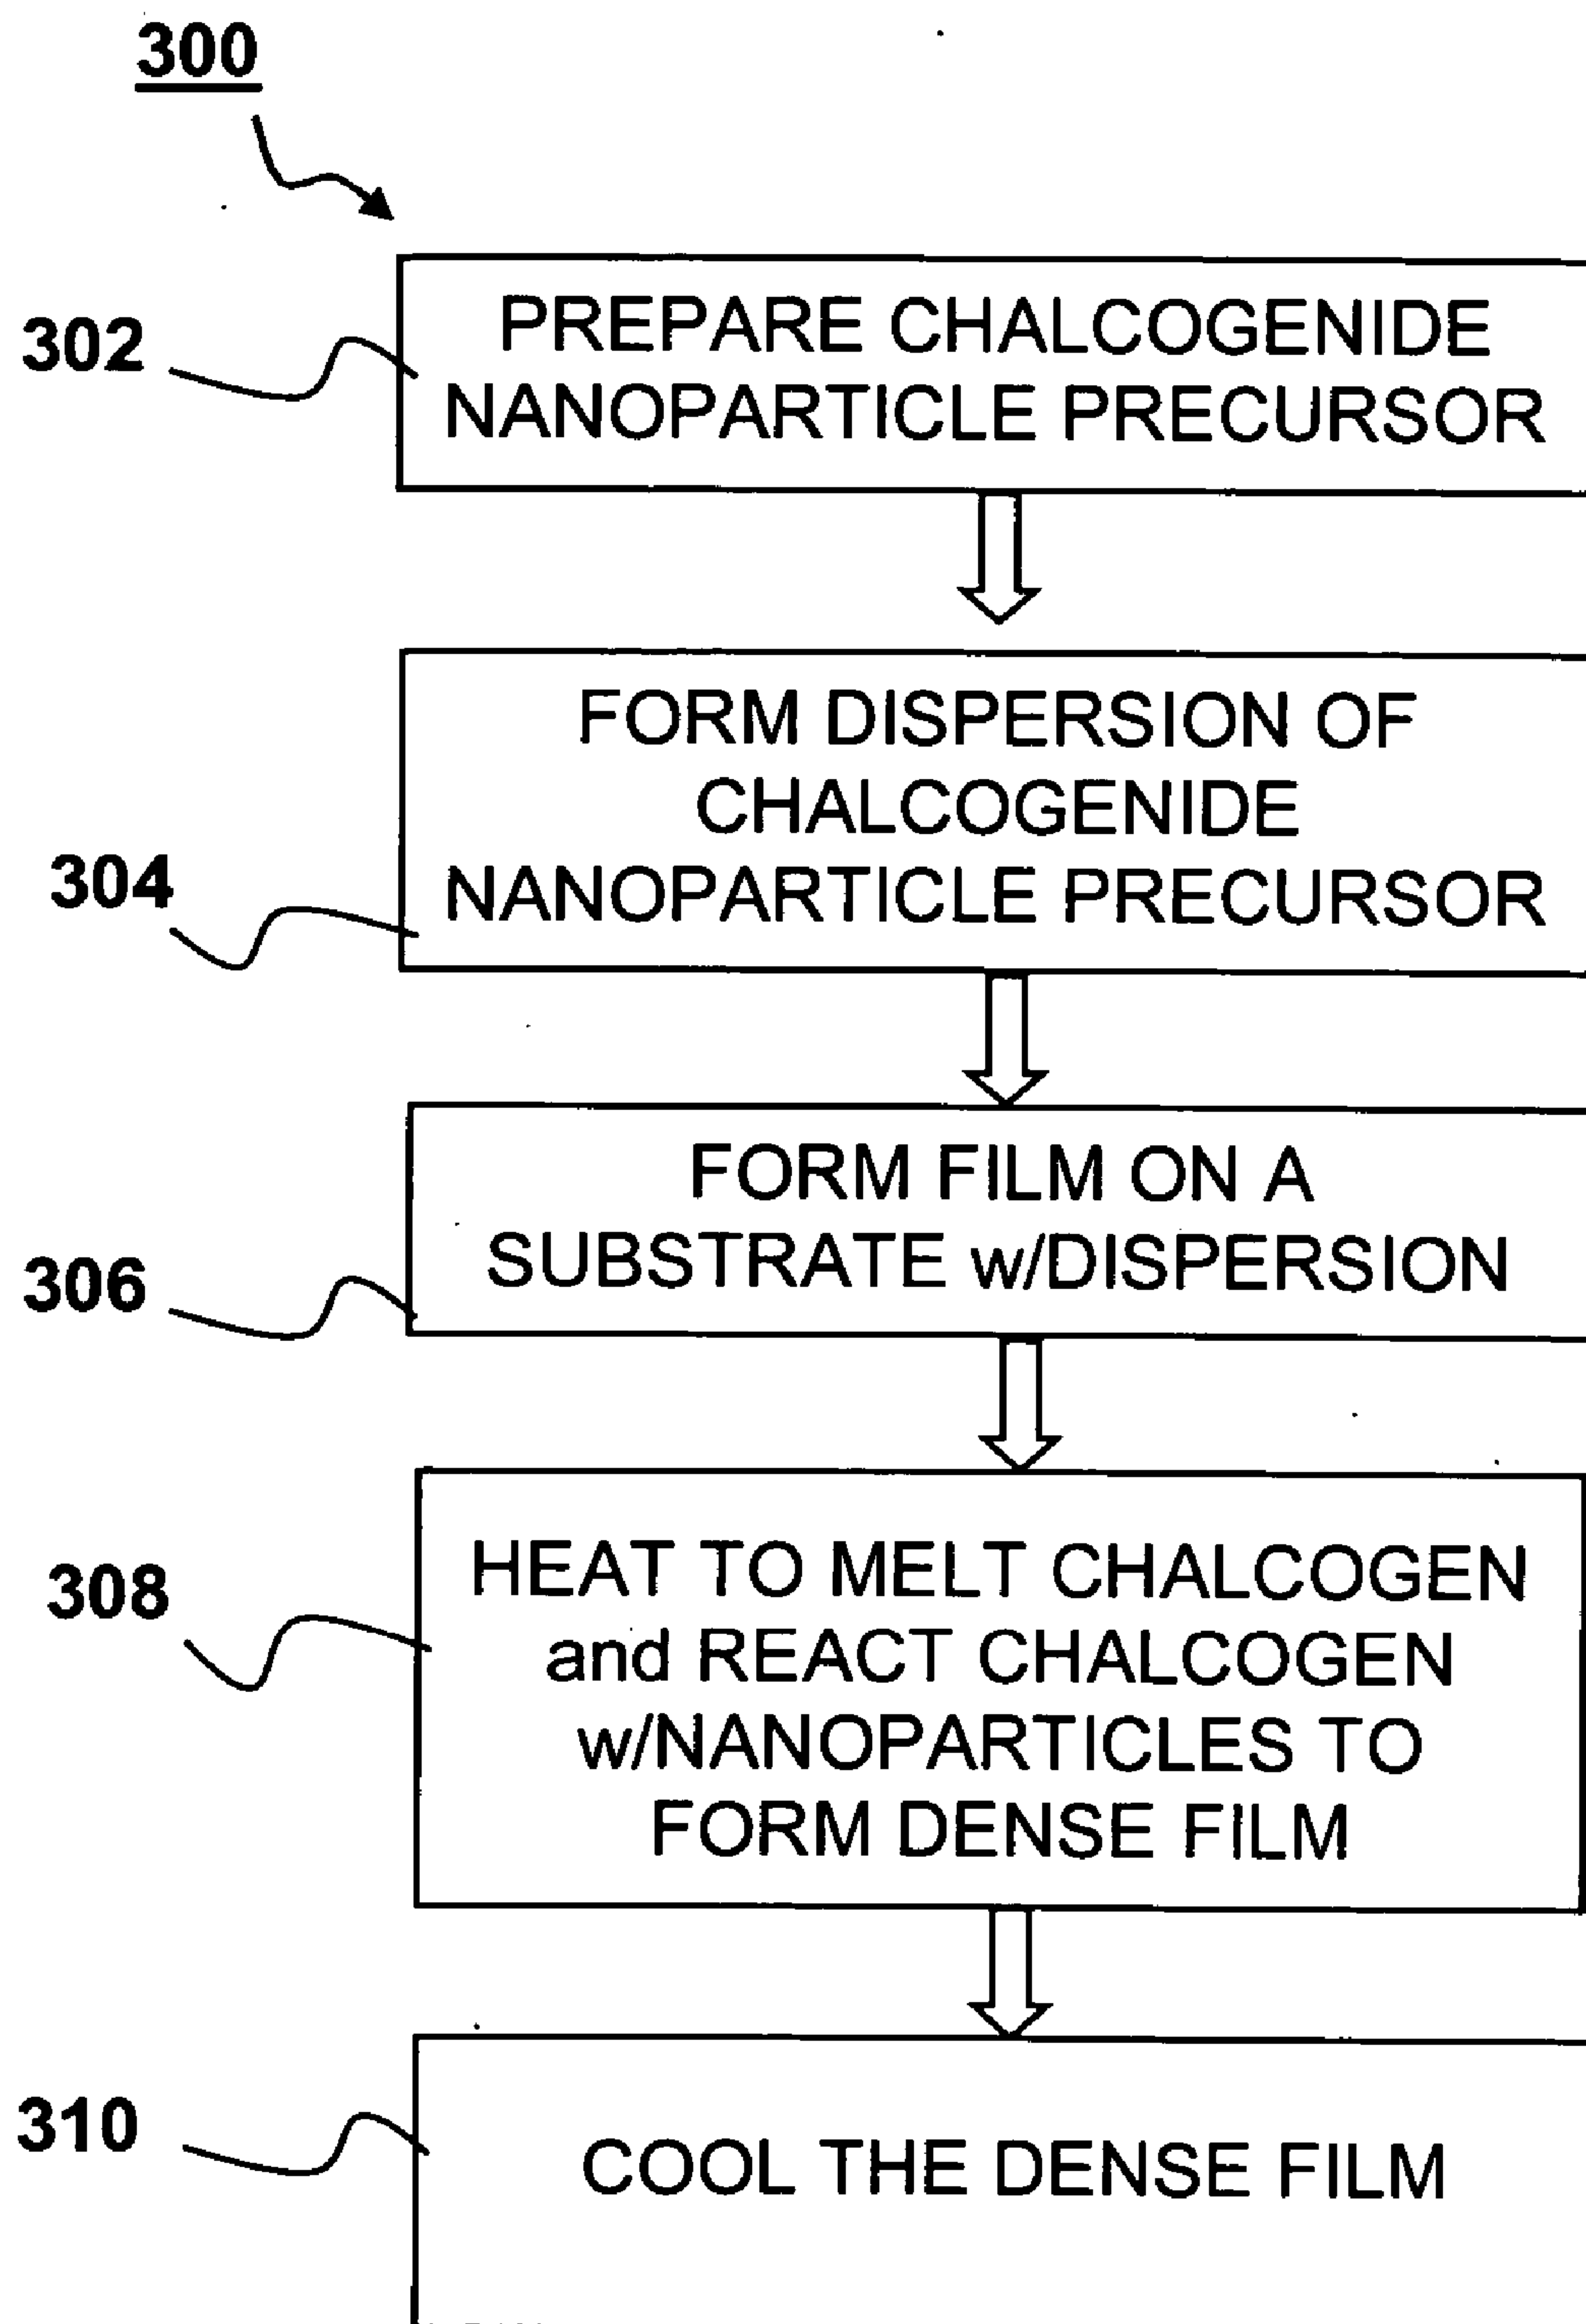 300
302
PREPARE CHALCOGENIDE
NANOPARTICLE PRECURSOR
304
FORM DISPERSION OF
CHALCOGENIDE
NANOPARTICLE PRECURSOR
306
FORM FILM ON A
SUBSTRATE w/DISPERSION
308
HEAT TO MELT CHALCOGEN
and REACT CHALCOGEN
w/NANOPARTICLES TO
FORM DENSE FILM
310
COOL THE DENSE FILM